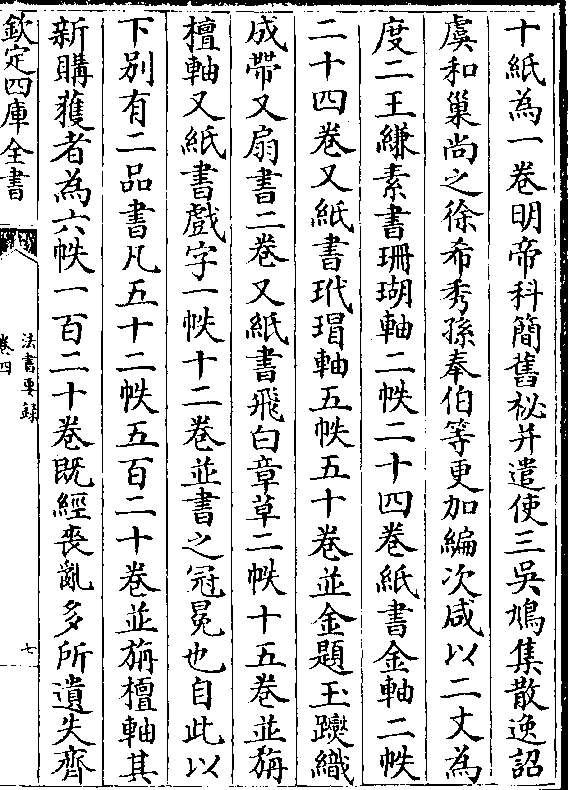 十紙為一卷明帝科簡舊祕并遣使三吳鳩集散逸詔
虞和巢尚之徐希秀孫奉伯等更加編次咸以二丈為
度二王縑素書珊瑚軸二帙二十四卷紙書金軸二帙
二十四卷又紙書玳瑁軸五帙五十卷並金題玉躞織
成帶又扇書二卷又紙書飛白章草二帙十五卷並旃
檀軸又紙書戲字一帙十二卷並書之冠冕也自此以
下別有二品書凡五十二帙五百二十卷並旃檀軸其
新購獲者為六帙一百二十卷既經喪亂多所遺失齊
欽定四庫全書
法書要錄
卷四
七